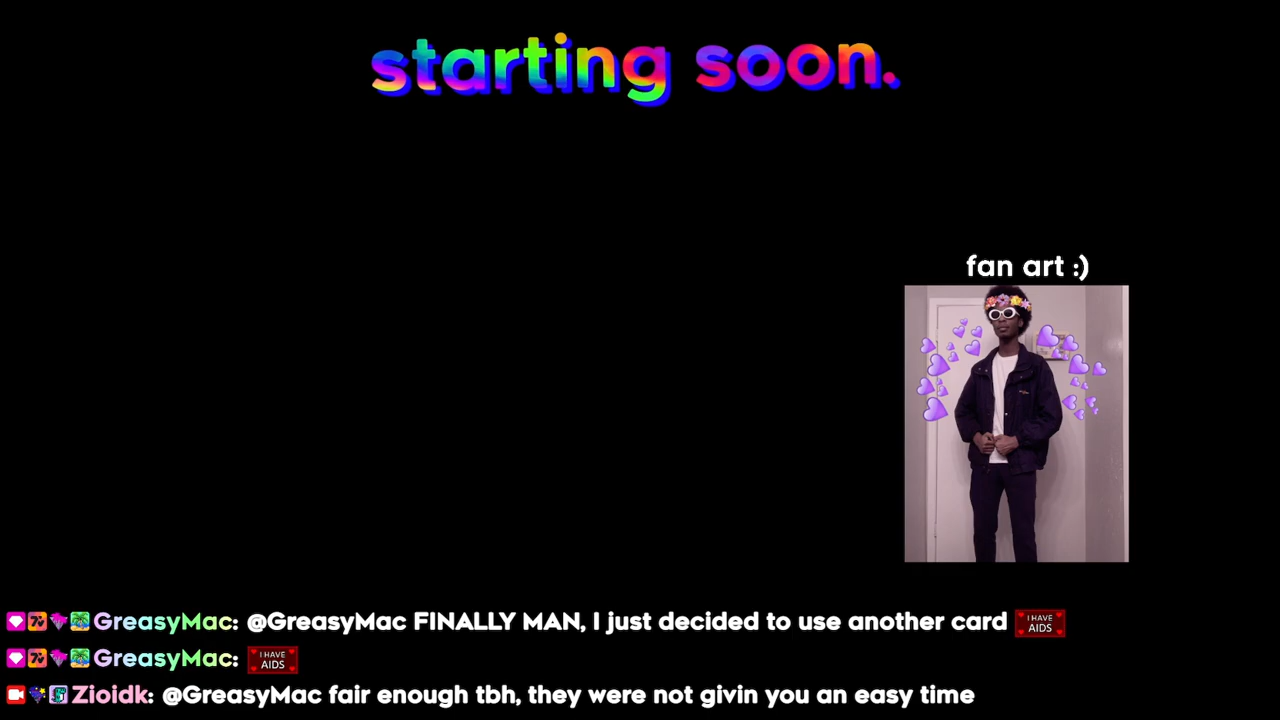 starting soon.
fan art :)
GreasyMac: @GreasyMac FINALLY MAN, I just decided to use another card I HAVE AIDS
GreasyMac: I HAVE AIDS
Zioidk: @GreasyMac fair enough tbh, they were not givin you an easy time